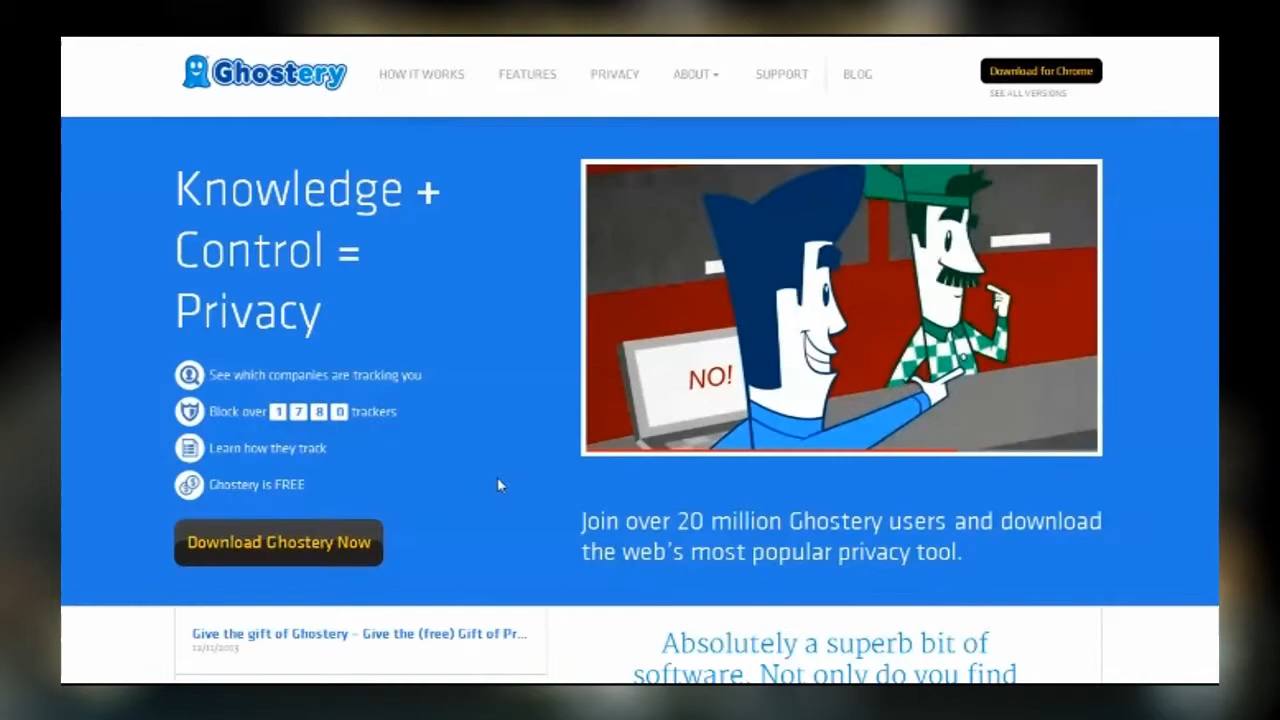 Ghostery
HOW IT WORKS
FEATURES
PRIVACY
ABOUT
SUPPORT
BLOG
Download for Chrome
SEE ALL VERSIONS
Knowledge +
Control =
Privacy
See which companies are tracking you
Block over 1780 trackers
Learn how they track
Ghostery is FREE
Download Ghostery Now
NO!
Join over 20 million Ghostery users and download
the web's most popular privacy tool.
Give the gift of Ghostery – Give the (free) Gift of Pr...
12/11/2013
Absolutely a superb bit of
software. Not only do you find